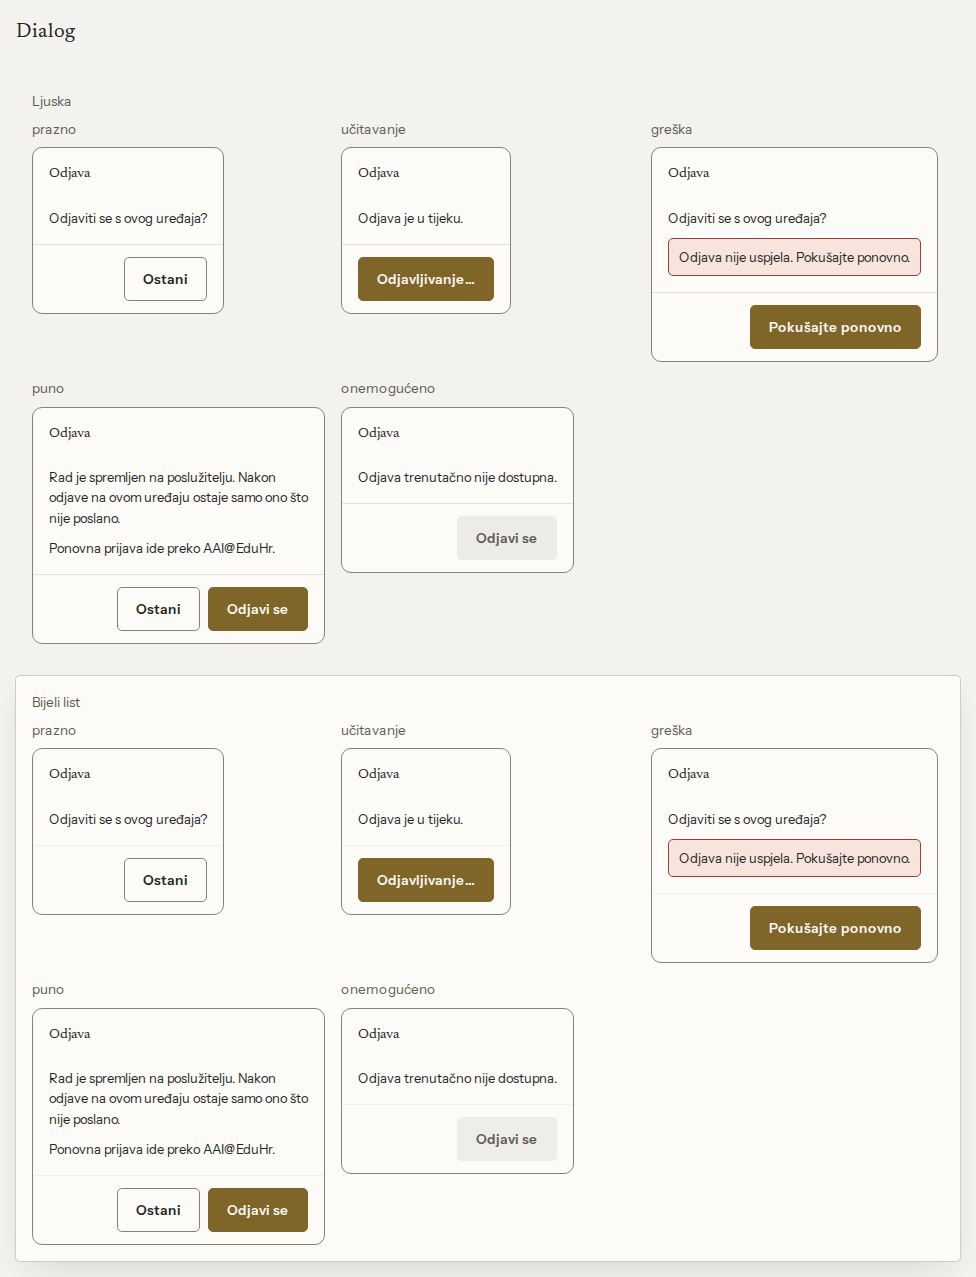 Dialog
Ljuska
prazno
Odjava
Odjaviti se s ovog uređaja?
Ostani
učitavanje
Odjava
Odjava je u tijeku.
Odjavljivanje…
greška
Odjava
Odjaviti se s ovog uređaja?
Odjava nije uspjela. Pokušajte ponovno.
Pokušajte ponovno
puno
Odjava
Rad je spremljen na poslužitelju. Nakon
odjave na ovom uređaju ostaje samo ono što
nije poslano.
Ponovna prijava ide preko AAI@EduHr.
Ostani
Odjavi se
onemogućeno
Odjava
Odjava trenutačno nije dostupna.
Odjavi se
Bijeli list
prazno
Odjava
Odjaviti se s ovog uređaja?
Ostani
učitavanje
Odjava
Odjava je u tijeku.
Odjavljivanje…
greška
Odjava
Odjaviti se s ovog uređaja?
Odjava nije uspjela. Pokušajte ponovno.
Pokušajte ponovno
puno
Odjava
Rad je spremljen na poslužitelju. Nakon
odjave na ovom uređaju ostaje samo ono što
nije poslano.
Ponovna prijava ide preko AAI@EduHr.
Ostani
Odjavi se
onemogućeno
Odjava
Odjava trenutačno nije dostupna.
Odjavi se